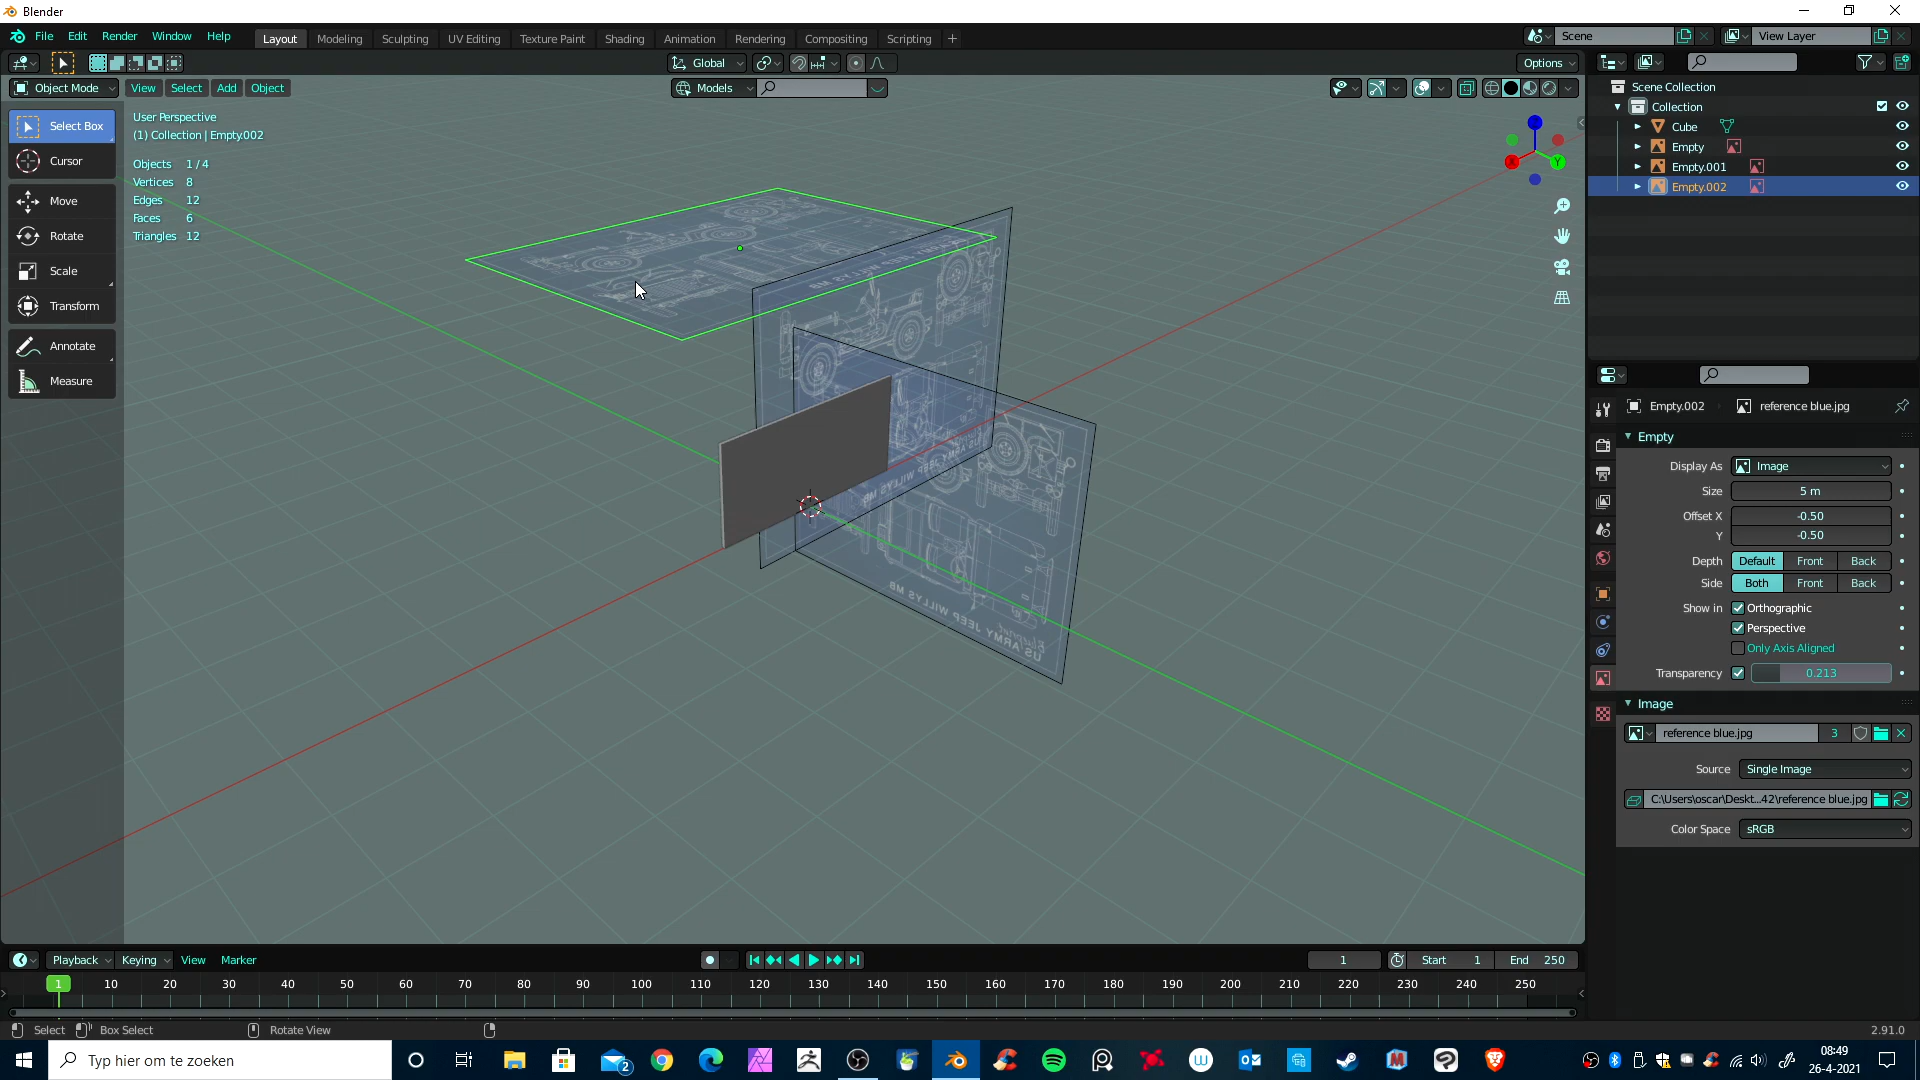 Blender
File Edit Render Window Help
Layout Modeling Sculpting UV Editing Texture Paint Shading Animation Rendering Compositing Scripting +
Scene
View Layer
Global
Options
Object Mode View Select Add Object
Models
Select Box
Cursor
Move
Rotate
Scale
Transform
Annotate
Measure
User Perspective
(1) Collection | Empty.002
Objects 1 / 4
Vertices 8
Edges 12
Faces 6
Triangles 12
X
Y
US ARMY JEEP WILLYS MB
Scene Collection
Collection
Cube
Empty
Empty.001
Empty.002
Empty.002 reference blue.jpg
Empty
Display As Image
Size 5 m
Offset X -0.50
Y -0.50
Depth Default Front Back
Side Both Front Back
Show in Orthographic
Perspective
Only Axis Aligned
Transparency 0.213
Image
reference blue.jpg 3
Source Single Image
C:\Users\oscar\Deskt...42\reference blue.jpg
Color Space sRGB
Playback Keying View Marker
1 Start 1 End 250
1 10 20 30 40 50 60 70 80 90 100 110 120 130 140 150 160 170 180 190 200 210 220 230 240 250
Select Box Select Rotate View
2.91.0
Typ hier om te zoeken
2
08:49
26-4-2021